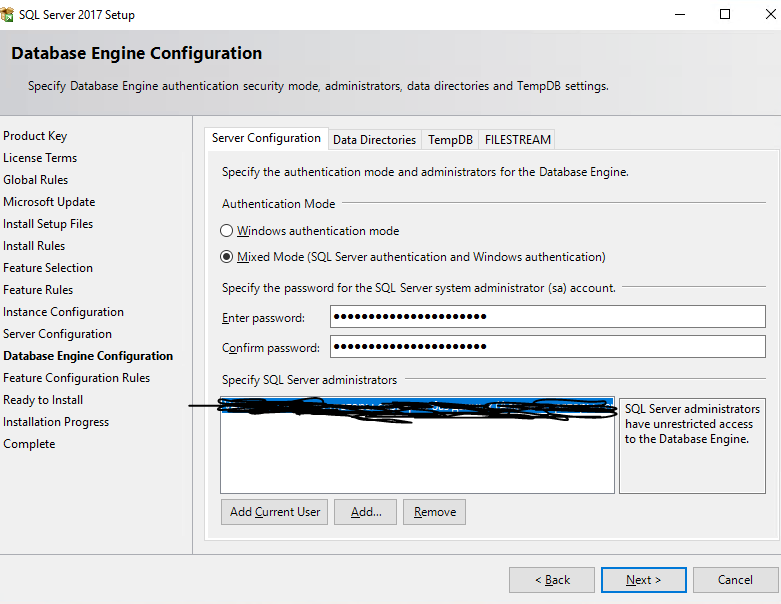 SQL Server 2017 Setup
Database Engine Configuration
Specify Database Engine authentication security mode, administrators, data directories and TempDB settings.
Product Key
License Terms
Global Rules
Microsoft Update
Install Setup Files
Install Rules
Feature Selection
Feature Rules
Instance Configuration
Server Configuration
Database Engine Configuration
Feature Configuration Rules
Ready to Install
Installation Progress
Complete
Server Configuration Data Directories TempDB FILESTREAM
Specify the authentication mode and administrators for the Database Engine.
Authentication Mode
Windows authentication mode
Mixed Mode (SQL Server authentication and Windows authentication)
Specify the password for the SQL Server system administrator (sa) account.
Enter password: ●●●●●●●●●●●●●●●●●●●●●●
Confirm password: ●●●●●●●●●●●●●●●●●●●●●●
Specify SQL Server administrators
SQL Server administrators
have unrestricted access
to the Database Engine.
Add Current User Add... Remove
< Back Next > Cancel